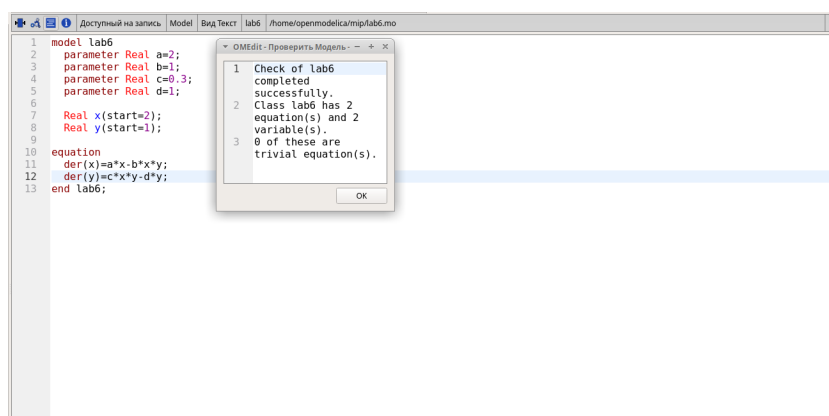 Доступный на запись Model Вид Текст lab6 /home/openmodelica/mip/lab6.mo
1 model lab6
2 parameter Real a=2;
3 parameter Real b=1;
4 parameter Real c=0.3;
5 parameter Real d=1;
6
7 Real x(start=2);
8 Real y(start=1);
9
10 equation
11 der(x)=a*x-b*x*y;
12 der(y)=c*x*y-d*y;
13 end lab6;
OMEdit - Проверить Модель -
1 Check of lab6
completed
successfully.
2 Class lab6 has 2
equation(s) and 2
variable(s).
3 0 of these are
trivial equation(s).
OK